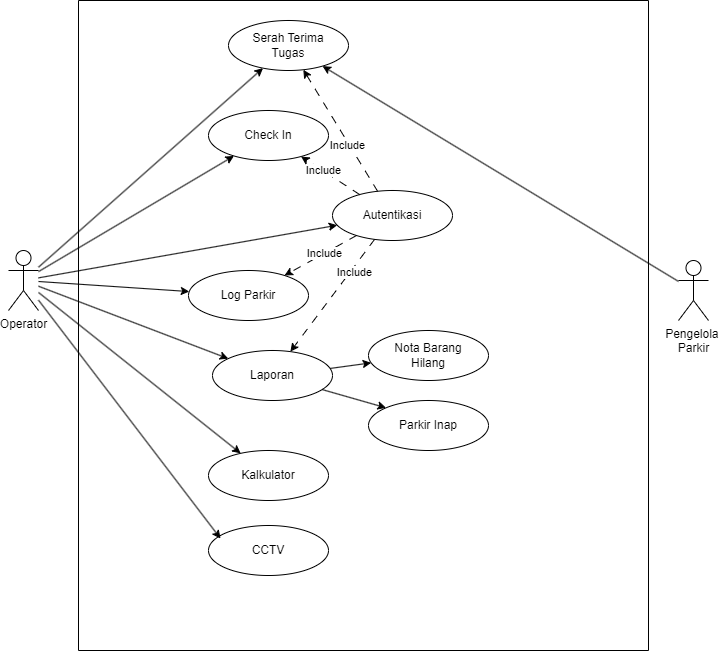 Serah Terima
Tugas
Check In
Include
Include
Autentikasi
Include
Include
Log Parkir
Operator
Pengelola
Parkir
Laporan
Nota Barang
Hilang
Parkir Inap
Kalkulator
CCTV